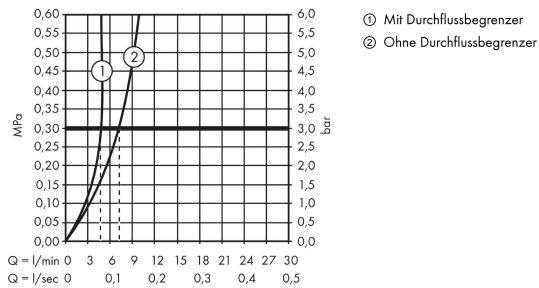 0,60 6,0
0,55 5,5
0,50 5,0
0,45 4,5
0,40 4,0
0,35 3,5
0,30 3,0
0,25 2,5
0,20 2,0
0,15 1,5
0,10 1,0
0,05 0,5
0,00 0,0
MPa
bar
1
2
Q = l/min 0 3 6 9 12 15 18 21 24 27 30
Q = l/sec 0 0,1 0,2 0,3 0,4 0,5
① Mit Durchflussbegrenzer
② Ohne Durchflussbegrenzer